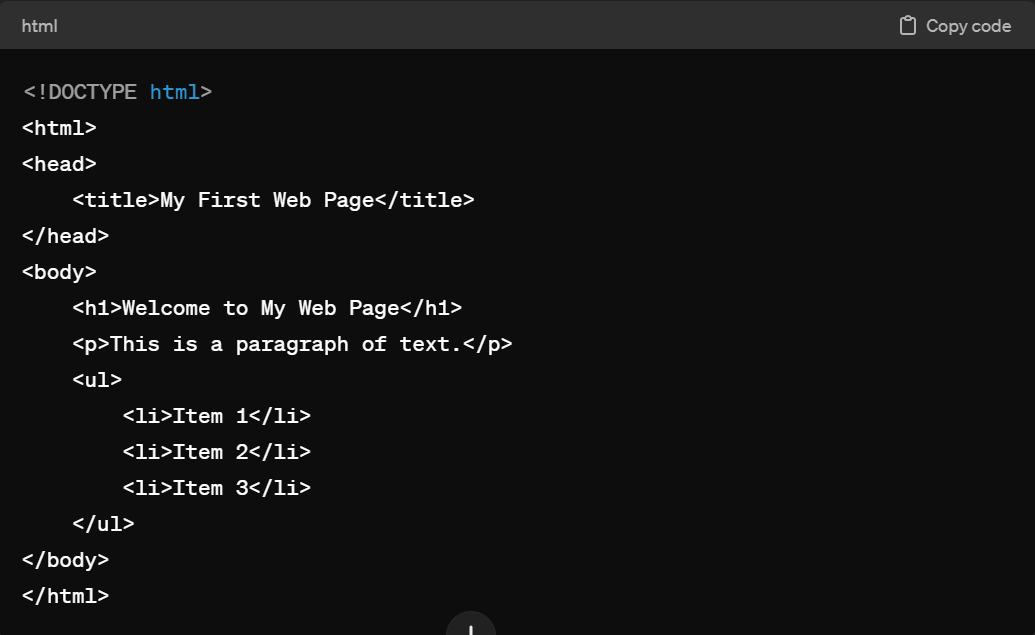 html
Copy code
<!DOCTYPE html>
<html>
<head>
    <title>My First Web Page</title>
</head>
<body>
    <h1>Welcome to My Web Page</h1>
    <p>This is a paragraph of text.</p>
    <ul>
        <li>Item 1</li>
        <li>Item 2</li>
        <li>Item 3</li>
    </ul>
</body>
</html>